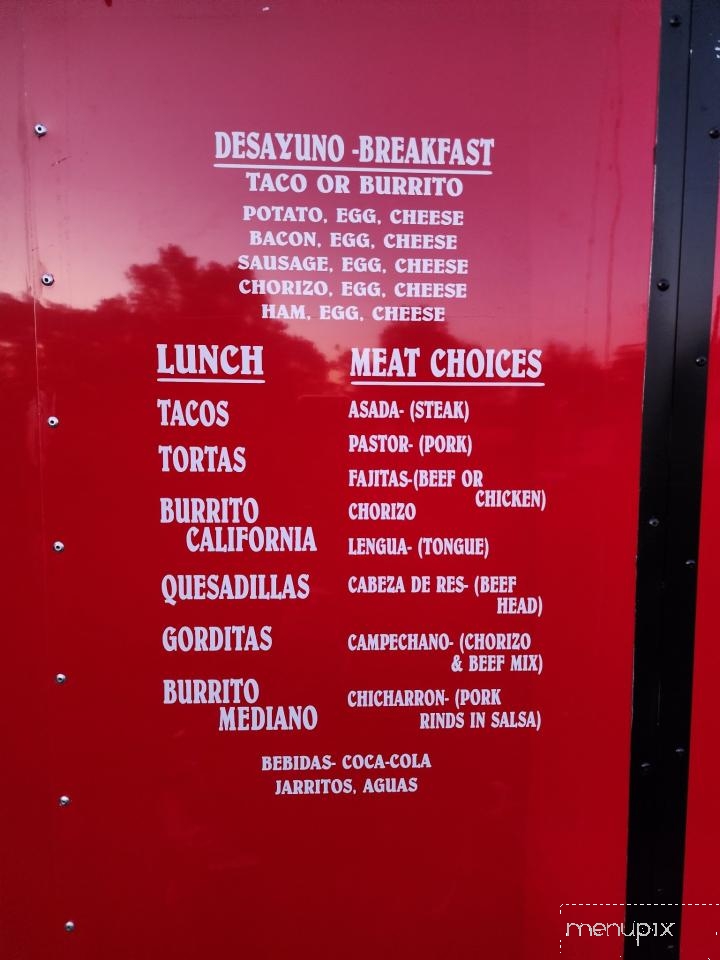 DESAYUNO -BREAKFAST
TACO OR BURRITO
POTATO, EGG, CHEESE
BACON, EGG, CHEESE
SAUSAGE, EGG, CHEESE
CHORIZO, EGG, CHEESE
HAM, EGG, CHEESE
LUNCH
TACOS
TORTAS
BURRITO
CALIFORNIA
QUESADILLAS
GORDITAS
BURRITO
MEDIANO
MEAT CHOICES
ASADA- (STEAK)
PASTOR- (PORK)
FAJITAS-(BEEF OR
CHICKEN)
CHORIZO
LENGUA- (TONGUE)
CABEZA DE RES- (BEEF
HEAD)
CAMPECHANO- (CHORIZO
& BEEF MIX)
CHICHARRON- (PORK
RINDS IN SALSA)
BEBIDAS- COCA-COLA
JARRITOS, AGUAS
menupix